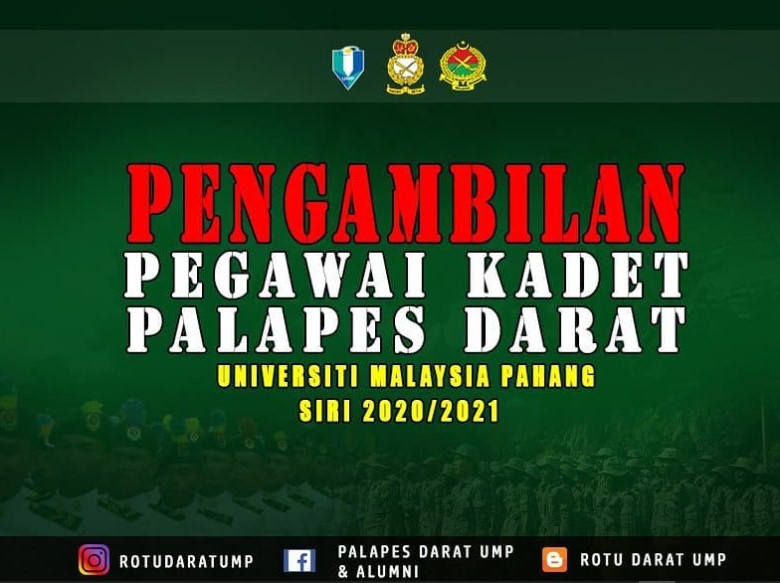 PENGAMBILAN
PEGAWAI KADET
PALAPES DARAT
UNIVERSITI MALAYSIA PAHANG
SIRI 2020/2021
ROTUDARATUMP
PALAPES DARAT UMP
& ALUMNI
ROTU DARAT UMP